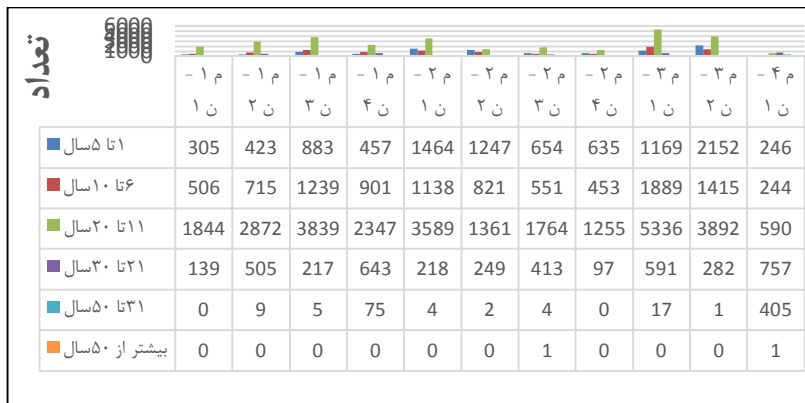 تعداد
6000
5000
4000
3000
2000
1000
0
م ۱ - ن ۱
م ۱ - ن ۲
م ۱ - ن ۳
م ۱ - ن ۴
م ۲ - ن ۱
م ۲ - ن ۲
م ۲ - ن ۳
م ۲ - ن ۴
م ۳ - ن ۱
م ۳ - ن ۲
م ۴ - ن ۱
۱تا ۵سال 305 423 883 457 1464 1247 654 635 1169 2152 246
۶تا ۱۰سال 506 715 1239 901 1138 821 551 453 1889 1415 244
۱۱تا ۲۰سال 1844 2872 3839 2347 3589 1361 1764 1255 5336 3892 590
۲۱تا ۳۰سال 139 505 217 643 218 249 413 97 591 282 757
۳۱تا ۵۰سال 0 9 5 75 4 2 4 0 17 1 405
بیشتر از ۵۰سال 0 0 0 0 0 0 1 0 0 0 1